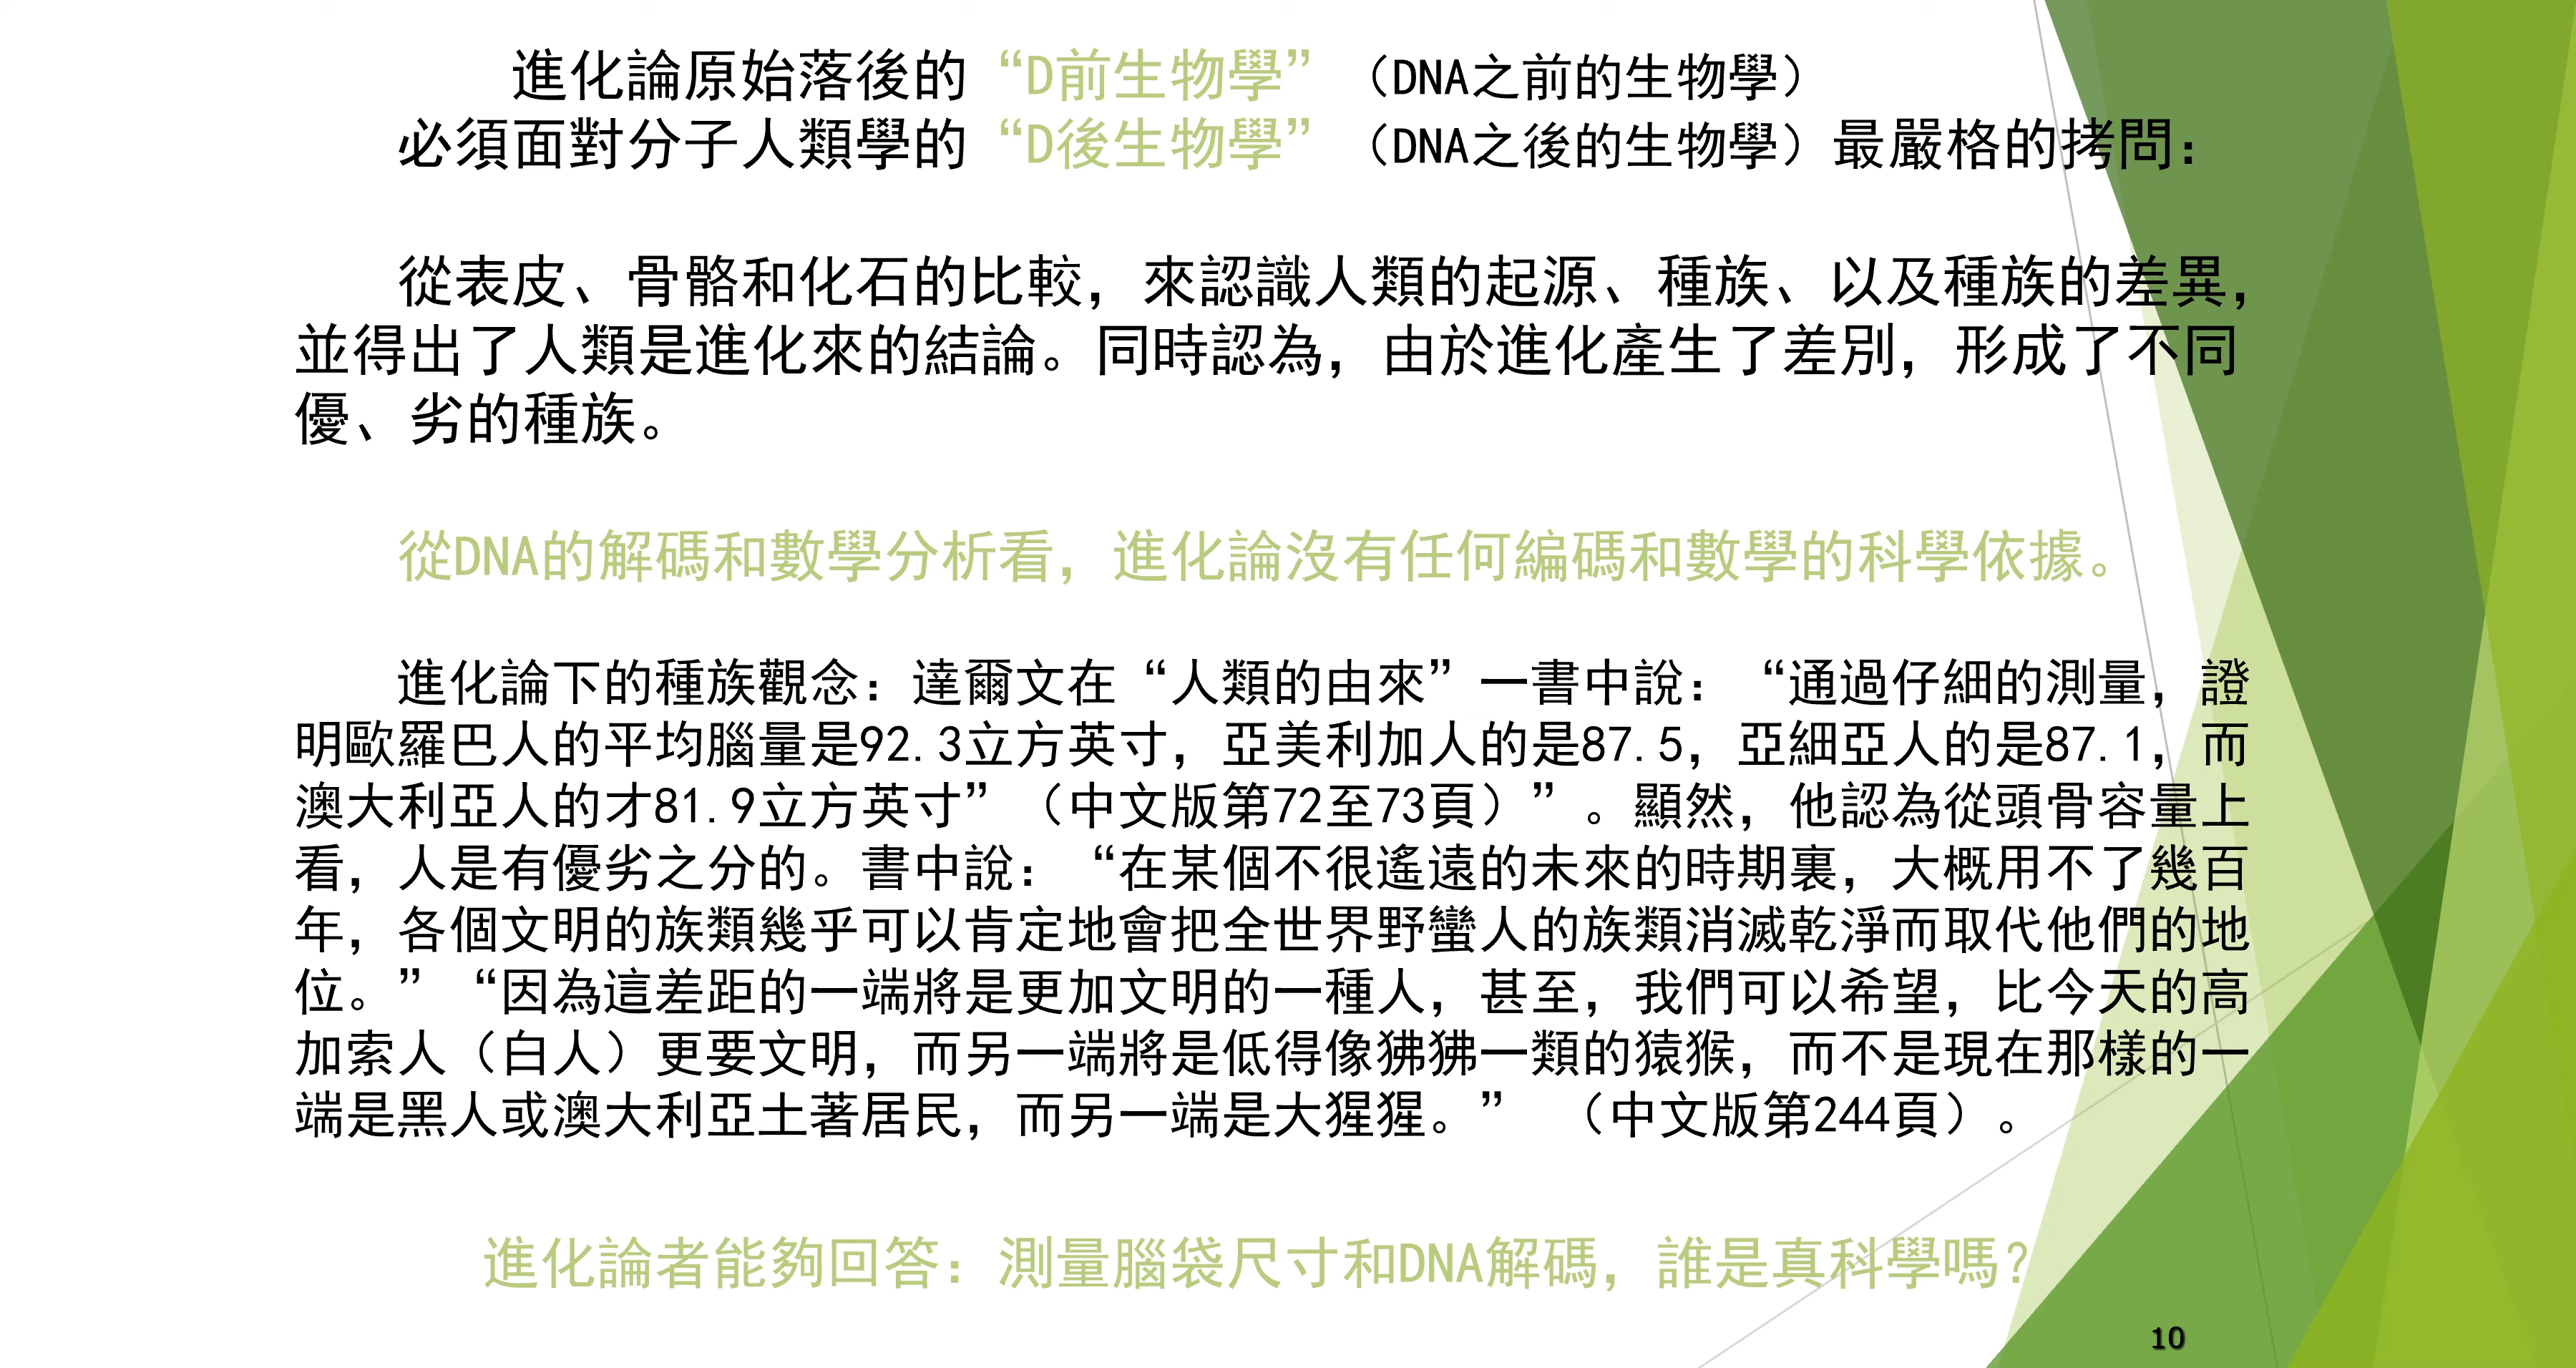 進化論原始落後的“D前生物學”（DNA之前的生物學）
必須面對分子人類學的“D後生物學”（DNA之後的生物學）最嚴格的拷問：
從表皮、骨骼和化石的比較，來認識人類的起源、種族、以及種族的差異，
並得出了人類是進化來的結論。同時認為，由於進化產生了差別，形成了不同
優、劣的種族。
從DNA的解碼和數學分析看，進化論沒有任何編碼和數學的科學依據。
進化論下的種族觀念：達爾文在“人類的由來”一書中說：“通過仔細的測量，證
明歐羅巴人的平均腦量是92.3立方英寸，亞美利加人的是87.5，亞細亞人的是87.1，而
澳大利亞人的才81.9立方英寸”（中文版第72至73頁）”。顯然，他認為從頭骨容量上
看，人是有優劣之分的。書中說：“在某個不很遙遠的未來的時期裏，大概用不了幾百
年，各個文明的族類幾乎可以肯定地會把全世界野蠻人的族類消滅乾淨而取代他們的地
位。”“因為這差距的一端將是更加文明的一種人，甚至，我們可以希望，比今天的高
加索人（白人）更要文明，而另一端將是低得像狒狒一類的猿猴，而不是現在那樣的一
端是黑人或澳大利亞土著居民，而另一端是大猩猩。”（中文版第244頁）。
進化論者能夠回答：測量腦袋尺寸和DNA解碼，誰是真科學嗎？
10